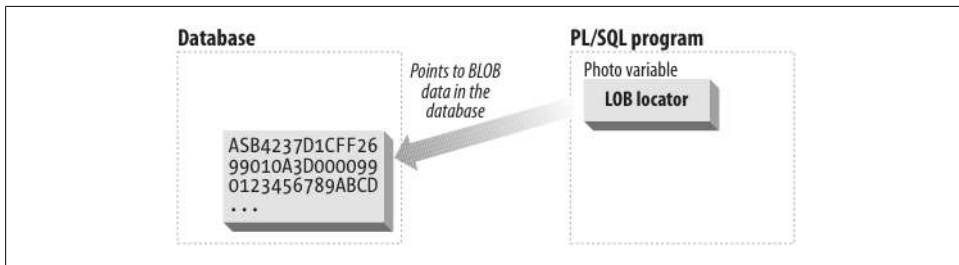 Database
PL/SQL program
Points to BLOB
data in the
database
Photo variable
LOB locator
ASB4237D1CFF26
99010A3D000099
0123456789ABCD
...